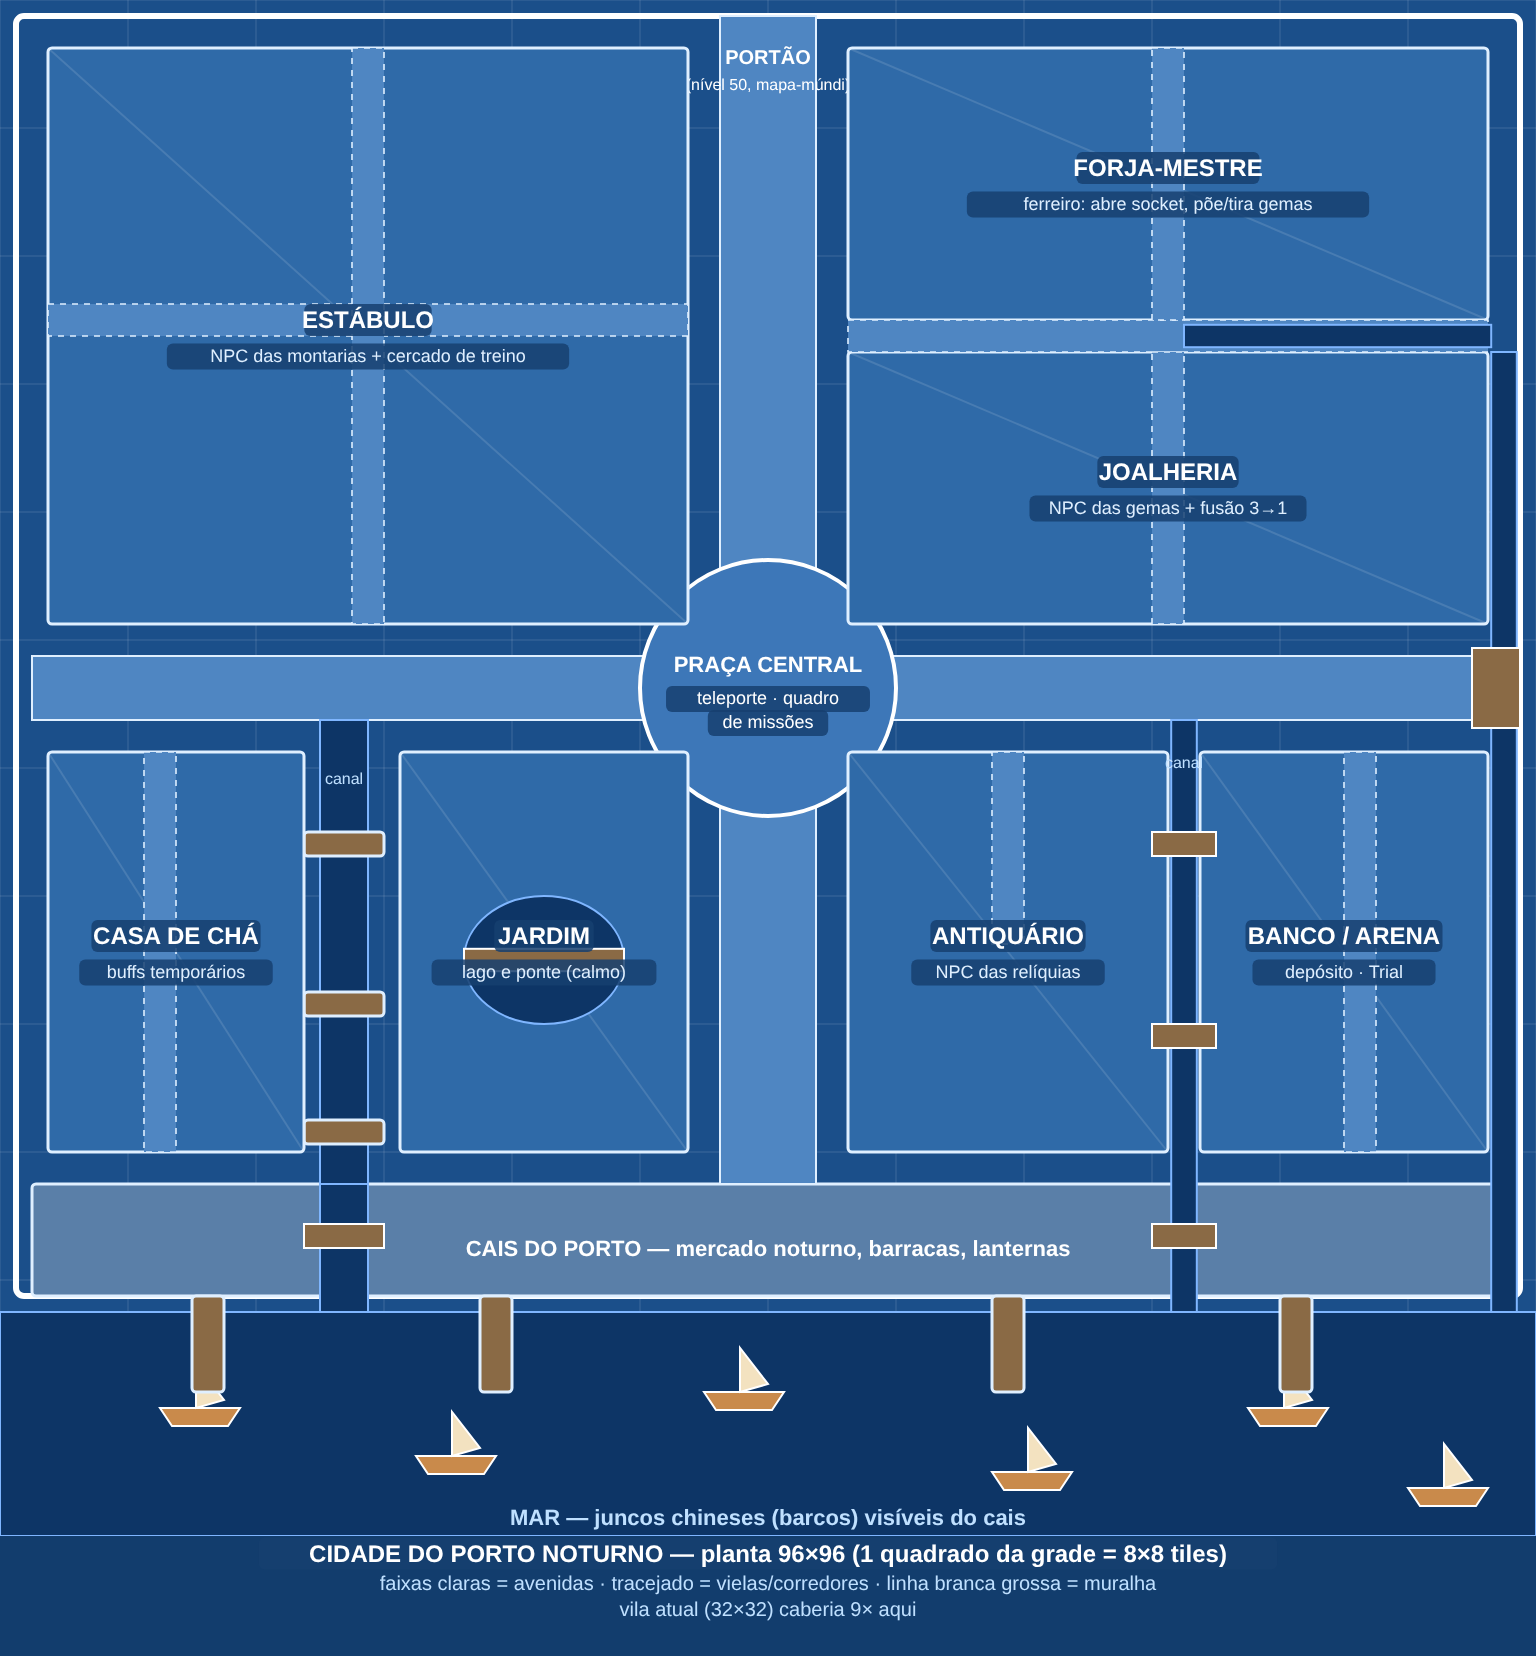 PORTÃO
(nível 50, mapa-múndi)
FORJA-MESTRE
ferreiro: abre socket, põe/tira gemas
ESTÁBULO
NPC das montarias + cercado de treino
JOALHERIA
NPC das gemas + fusão 3→1
PRAÇA CENTRAL
teleporte · quadro
de missões
canal
canal
CASA DE CHÁ
buffs temporários
JARDIM
lago e ponte (calmo)
ANTIQUÁRIO
NPC das relíquias
BANCO / ARENA
depósito · Trial
CAIS DO PORTO — mercado noturno, barracas, lanternas
MAR — juncos chineses (barcos) visíveis do cais
CIDADE DO PORTO NOTURNO — planta 96×96 (1 quadrado da grade = 8×8 tiles)
faixas claras = avenidas · tracejado = vielas/corredores · linha branca grossa = muralha
vila atual (32×32) caberia 9× aqui